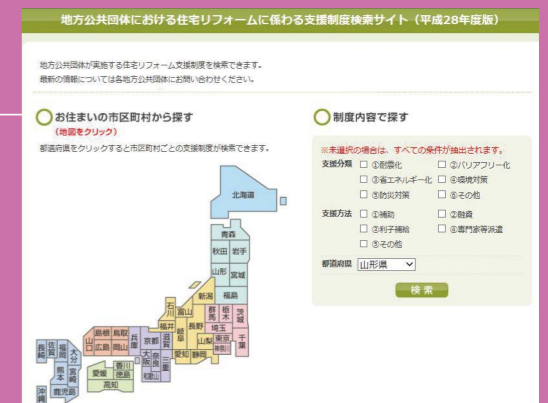 地方公共団体における住宅リフォームに係わる支援制度検索サイト（平成28年度版）
地方公共団体が実施する住宅リフォーム支援制度を検索できます。
最新の情報については各地方公共団体にお問い合わせください。
お住まいの市区町村から探す
（地図をクリック）
都道府県をクリックすると市区町村ごとの支援制度が検索できます。
北海道
青森
秋田 岩手
山形 宮城
新潟 福島
石川 富山 群馬 栃木 茨城
福井 長野 埼玉
島根 鳥取 兵庫 京都 滋賀 岐阜 山梨 東京 千葉
山口 広島 岡山 大阪 奈良 三重 愛知 静岡 神奈川
和歌山
長崎 佐賀 福岡 大分
熊本 宮崎
愛媛 香川
徳島
高知
沖縄 鹿児島
制度内容で探す
※未選択の場合は、すべての条件が抽出されます。
支援分類 ①耐震化 ②バリアフリー化
③省エネルギー化 ④環境対策
⑤防災対策 ⑥その他
支援方法 ①補助 ②融資
③利子補給 ④専門家等派遣
⑤その他
都道府県 山形県
検 索